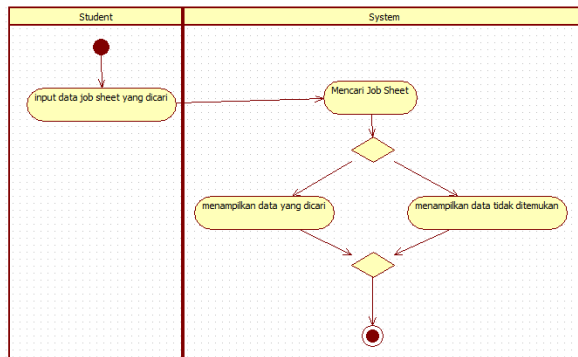 Student
System
input data job sheet yang dicari
Mencari Job Sheet
menampilkan data yang dicari
menampilkan data tidak ditemukan